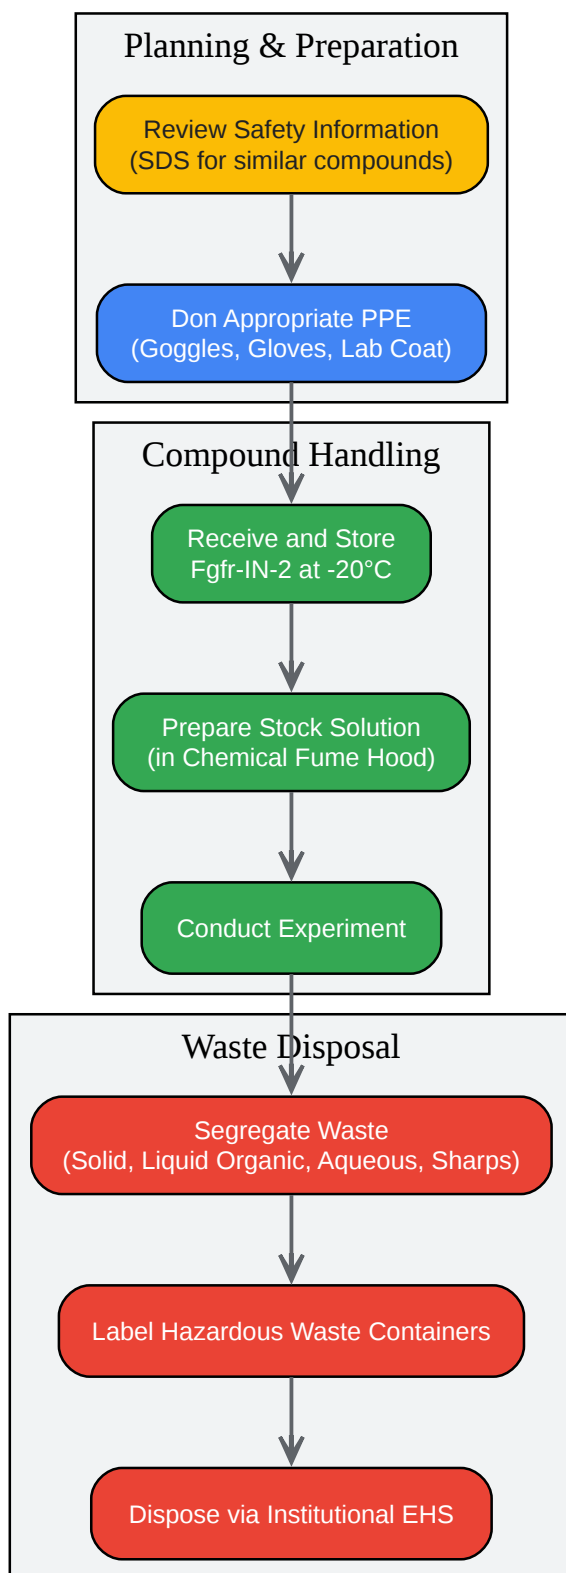 Planning & Preparation
Review Safety Information
(SDS for similar compounds)
Don Appropriate PPE
(Goggles, Gloves, Lab Coat)
Compound Handling
Receive and Store
Fgfr-IN-2 at -20°C
Prepare Stock Solution
(in Chemical Fume Hood)
Conduct Experiment
Waste Disposal
Segregate Waste
(Solid, Liquid Organic, Aqueous, Sharps)
Label Hazardous Waste Containers
Dispose via Institutional EHS